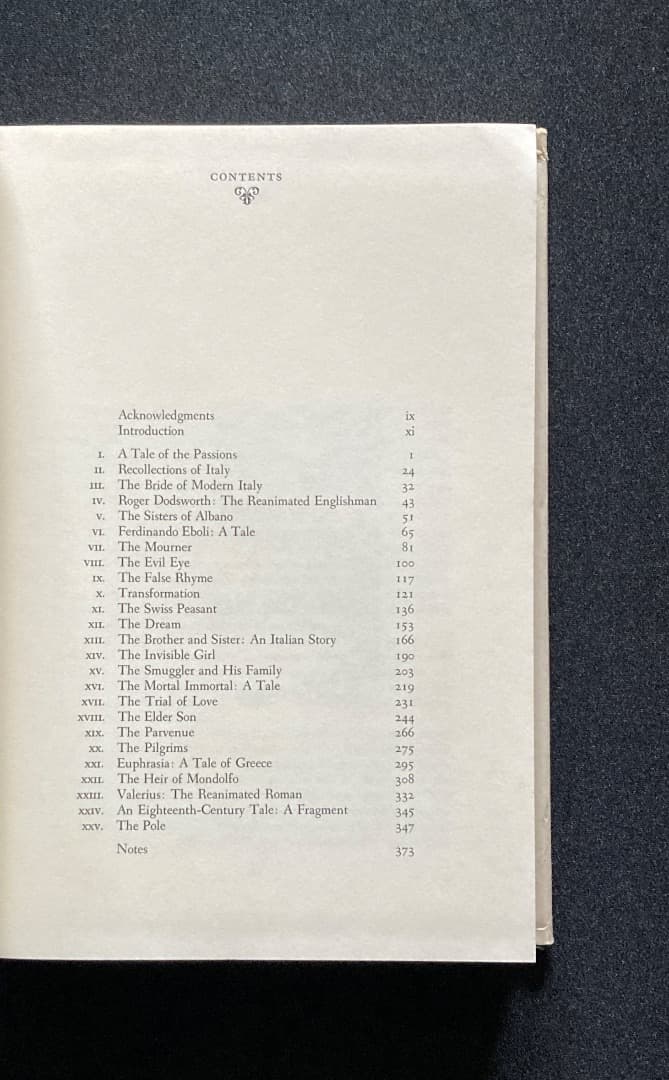 CONTENTS
Acknowledgments ix
Introduction xi
I. A Tale of the Passions 1
II. Recollections of Italy 24
III. The Bride of Modern Italy 32
IV. Roger Dodsworth: The Reanimated Englishman 43
V. The Sisters of Albano 51
VI. Ferdinando Eboli: A Tale 65
VII. The Mourner 81
VIII. The Evil Eye 100
IX. The False Rhyme 117
X. Transformation 121
XI. The Swiss Peasant 136
XII. The Dream 153
XIII. The Brother and Sister: An Italian Story 166
XIV. The Invisible Girl 190
XV. The Smuggler and His Family 203
XVI. The Mortal Immortal: A Tale 219
XVII. The Trial of Love 231
XVIII. The Elder Son 244
XIX. The Parvenue 266
XX. The Pilgrims 275
XXI. Euphrasia: A Tale of Greece 295
XXII. The Heir of Mondolfo 308
XXIII. Valerius: The Reanimated Roman 332
XXIV. An Eighteenth-Century Tale: A Fragment 345
XXV. The Pole 347
Notes 373